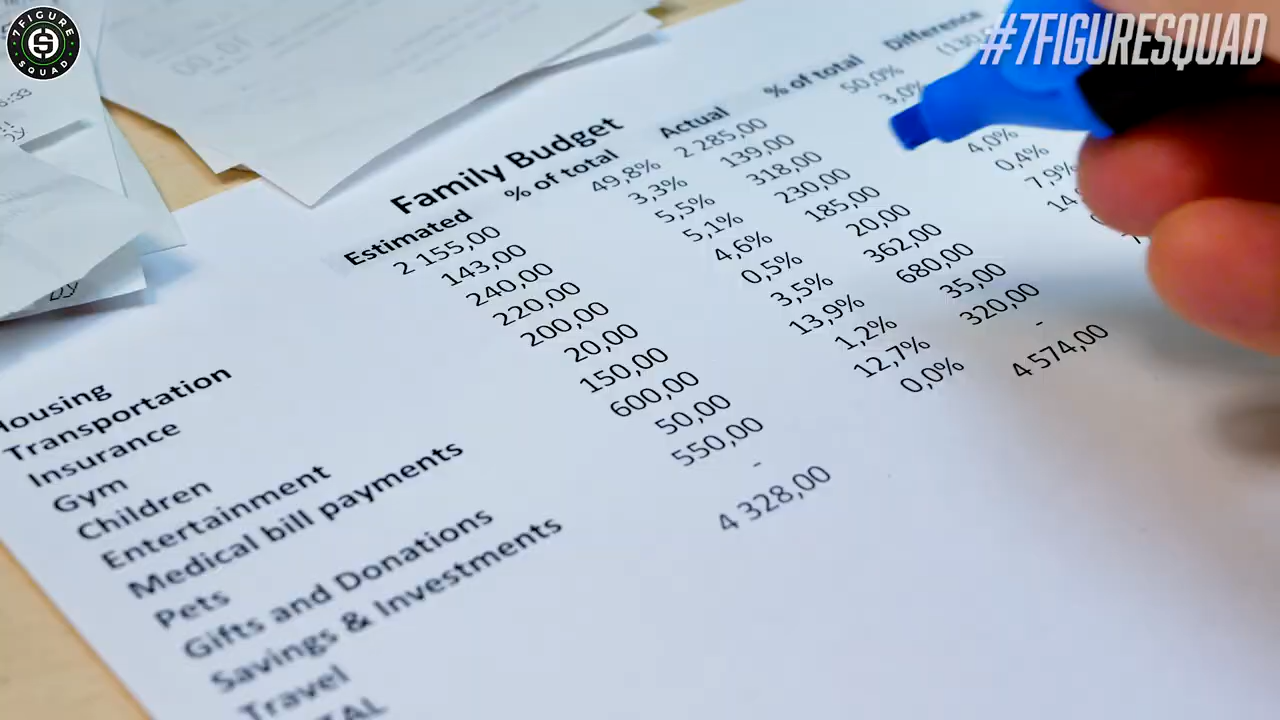 7 FIGURE SQUAD
#7FIGURESQUAD
Family Budget
Estimated % of total Actual % of total Difference
Housing 2 155,00 49,8% 2 285,00 50,0%
Transportation 143,00 3,3% 139,00 3,0%
Insurance 240,00 5,5% 318,00
Gym 220,00 5,1% 230,00
Children 200,00 4,6% 185,00 4,0%
Entertainment 20,00 0,5% 20,00 0,4%
Medical bill payments 150,00 3,5% 362,00 7,9%
Pets 600,00 13,9% 680,00
Gifts and Donations 50,00 1,2% 35,00
Savings & Investments 550,00 12,7% 320,00
Travel - 0,0% -
4 328,00 4 574,00